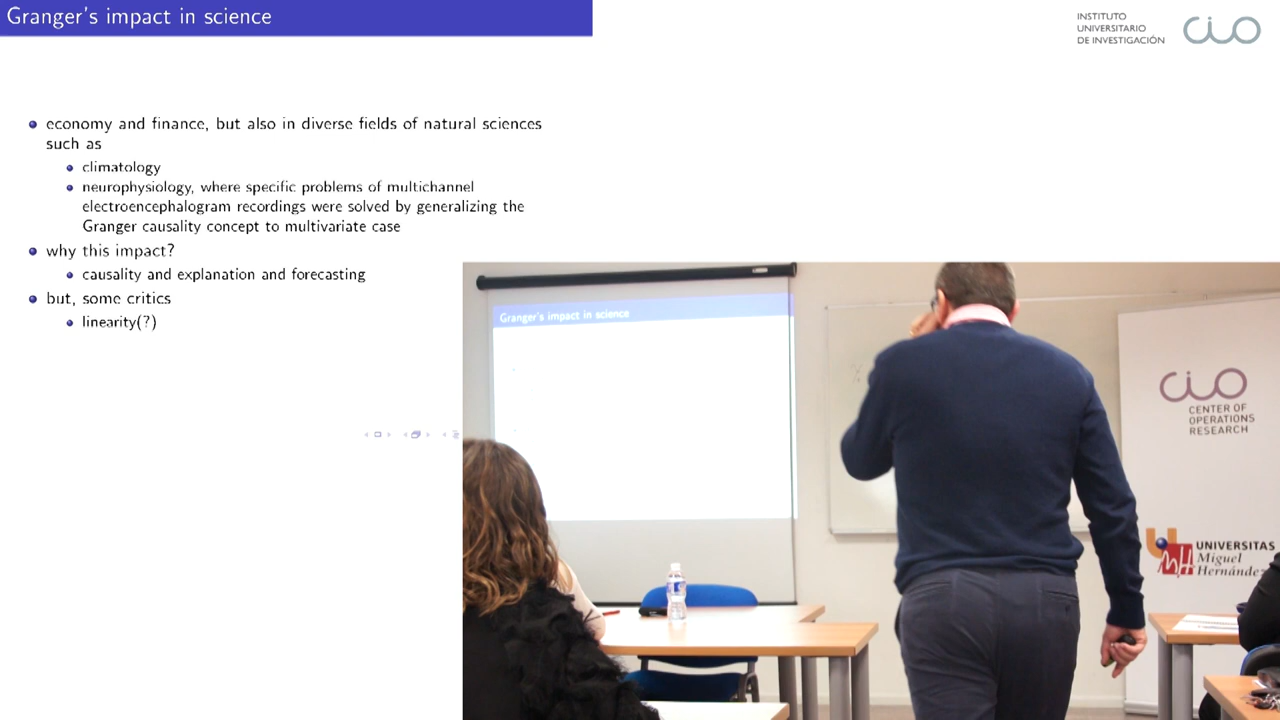 Granger's impact in science
INSTITUTO
UNIVERSITARIO
DE INVESTIGACIÓN
CIO
economy and finance, but also in diverse fields of natural sciences
such as
climatology
neurophysiology, where specific problems of multichannel
electroencephalogram recordings were solved by generalizing the
Granger causality concept to multivariate case
why this impact?
causality and explanation and forecasting
but, some critics
linearity(?)
Granger's impact in science
CIO
CENTER OF
OPERATIONS
RESEARCH
UNIVERSITAS
Miguel
Hernández